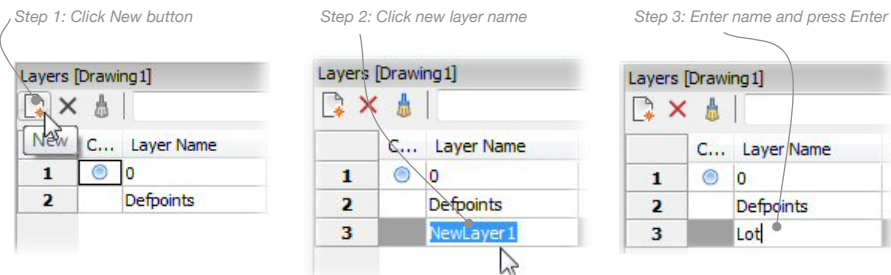 Step 1: Click New button
Step 2: Click new layer name
Step 3: Enter name and press Enter
Layers [Drawing1]
New
C... Layer Name
1 0
2 Defpoints
Layers [Drawing1]
C... Layer Name
1 0
2 Defpoints
3 NewLayer1
Layers [Drawing1]
C... Layer Name
1 0
2 Defpoints
3 Lot